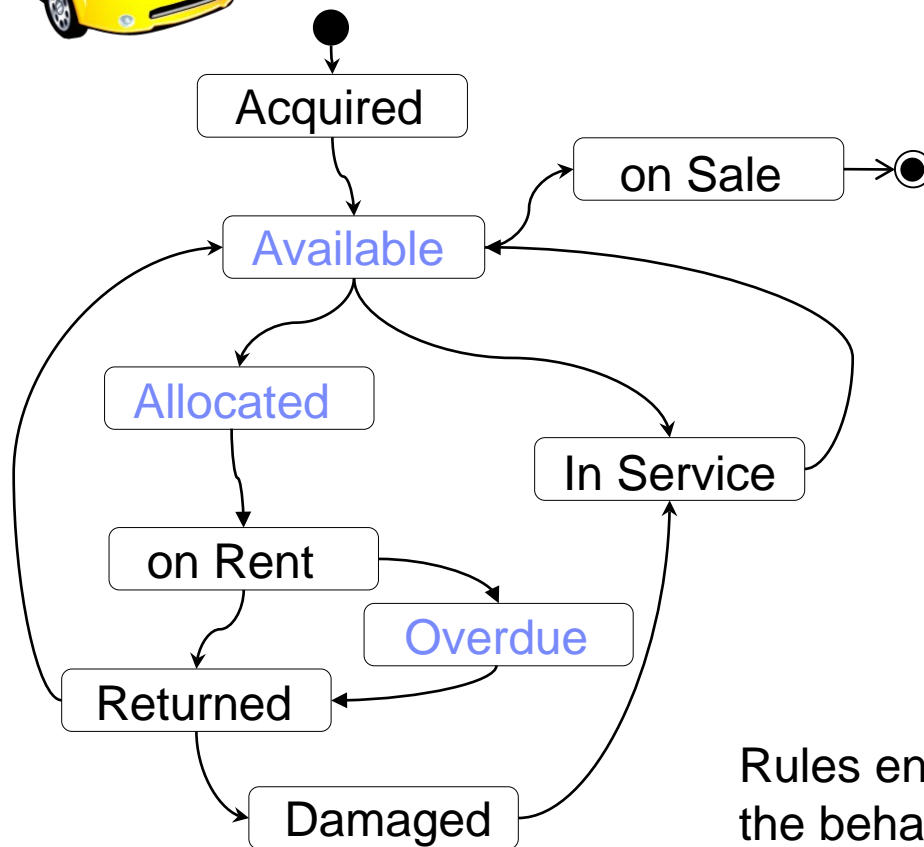 Acquired
on Sale
Available
Allocated
In Service
on Rent
Overdue
Returned
Damaged
Rules en
the beha